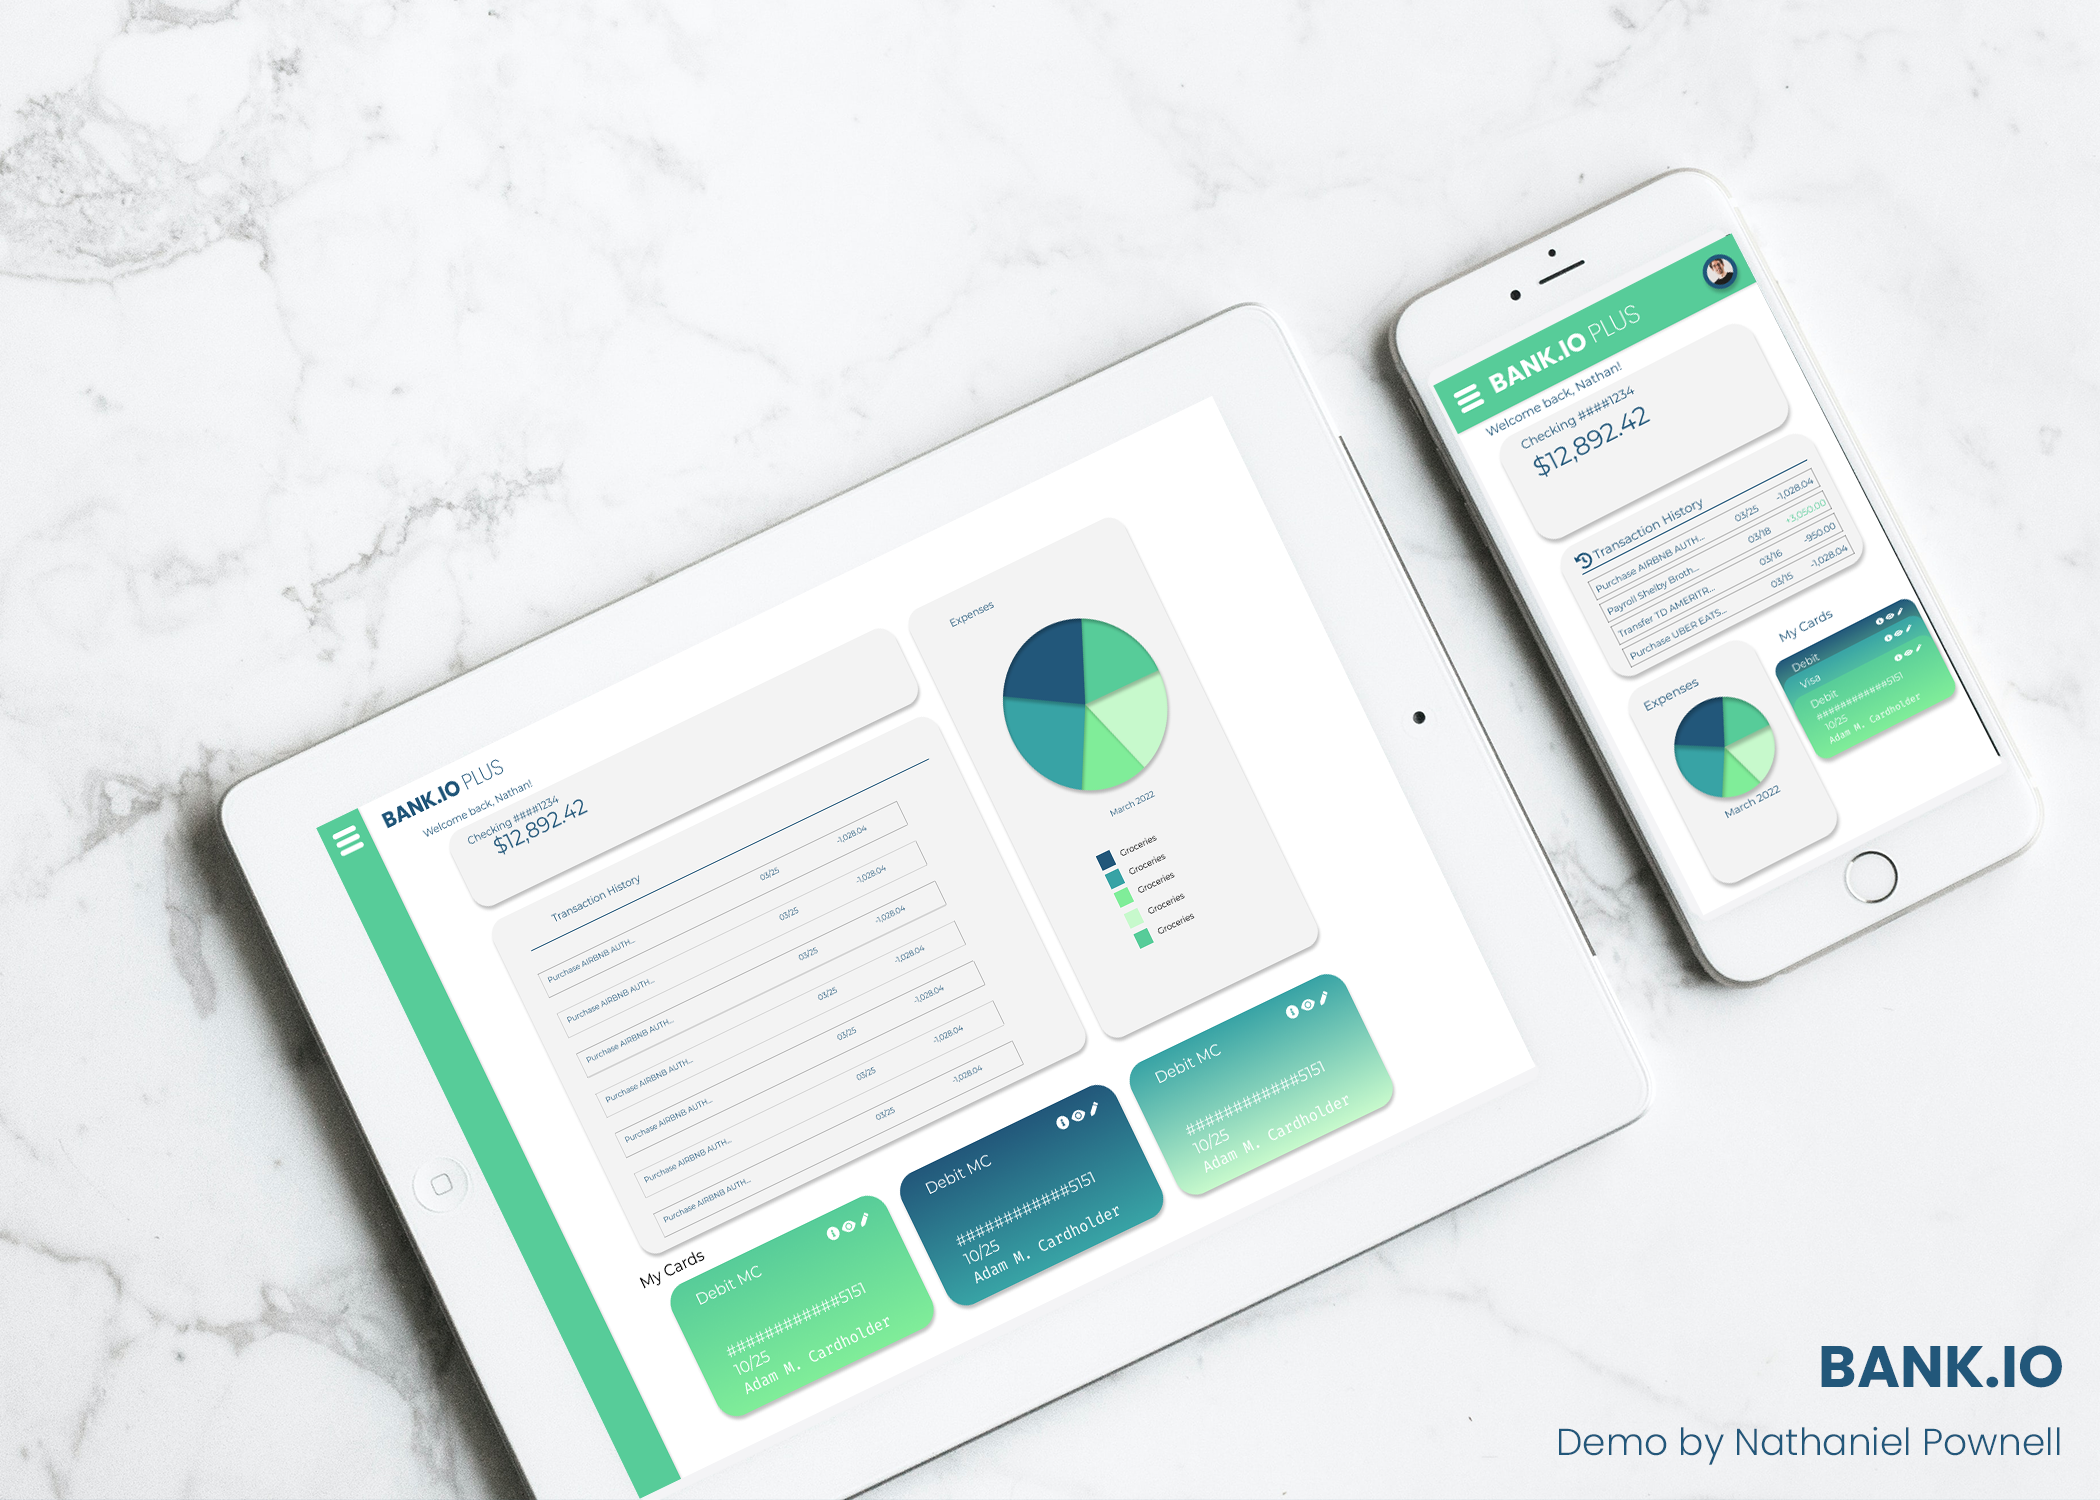 BANK.IO PLUS
Welcome back, Nathan!
Checking ####1234
$12,892.42
Transaction History
Purchase AIRBNB AUTH... 03/25 -1,028.04
Purchase AIRBNB AUTH... 03/25 -1,028.04
Purchase AIRBNB AUTH... 03/25 -1,028.04
Purchase AIRBNB AUTH... 03/25 -1,028.04
Purchase AIRBNB AUTH... 03/25 -1,028.04
Purchase AIRBNB AUTH... 03/25 -1,028.04
Purchase AIRBNB AUTH... 03/25 -1,028.04
Expenses
March 2022
Groceries
Groceries
Groceries
Groceries
Groceries
My Cards
Debit MC
############5151
10/25
Adam M. Cardholder
Debit MC
############5151
10/25
Adam M. Cardholder
Debit MC
############5151
10/25
Adam M. Cardholder
BANK.IO PLUS
Welcome back, Nathan!
Checking ####1234
$12,892.42
Transaction History
Purchase AIRBNB AUTH... 03/25 -1,028.04
Payroll Shelby Broth... 03/18 +3,050.00
Transfer TD AMERITR... 03/16 -950.00
Purchase UBER EATS... 03/15 -1,028.04
Expenses
March 2022
My Cards
Debit
Visa
Debit
############5151
10/25
Adam M. Cardholder
BANK.IO
Demo by Nathaniel Pownell